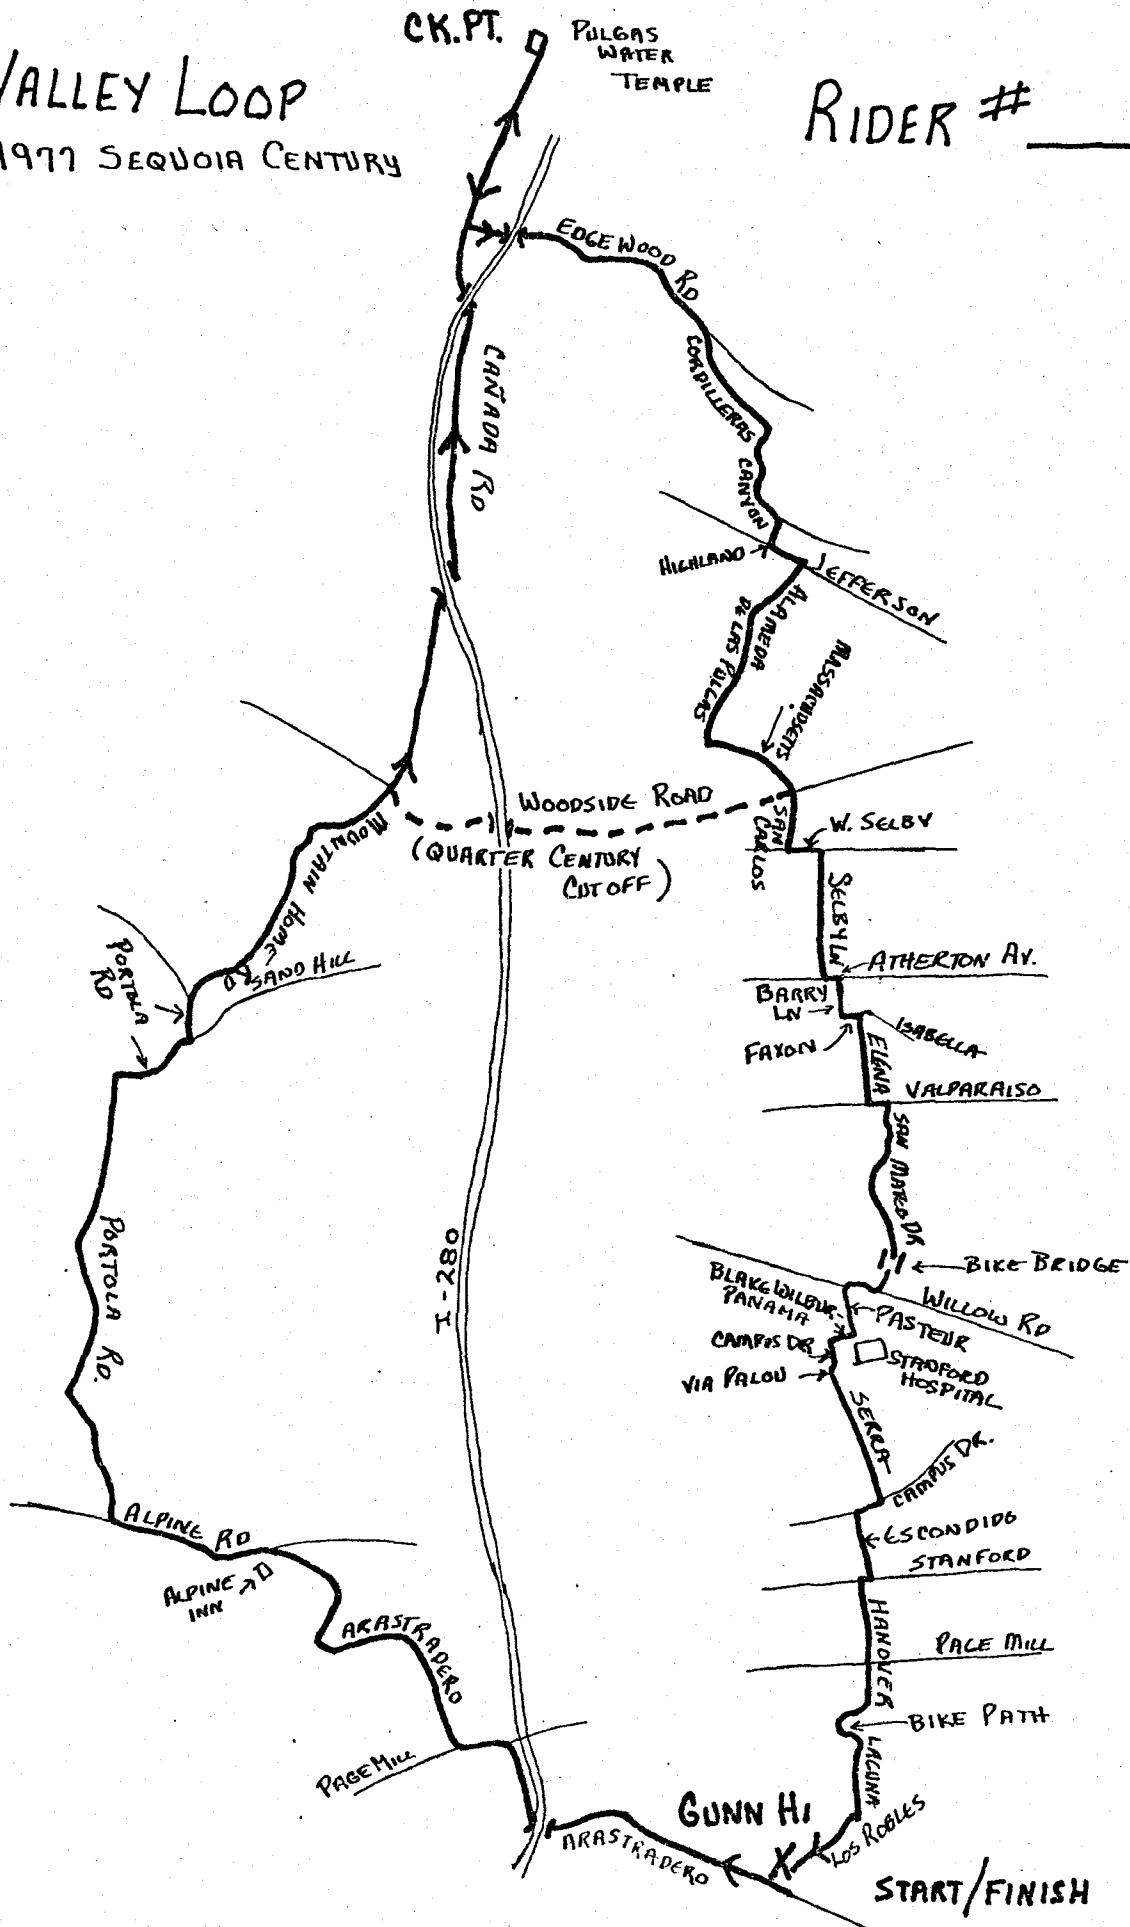 CK.PT.
PULGAS
WATER
TEMPLE
VALLEY LOOP
1977 SEQUOIA CENTURY
RIDER # ____
EDGEWOOD RD
CORDILLERAS
CANYON
CAÑADA RD
HIGHLAND
JEFFERSON
ALAMEDA
DE LAS PULGAS
MASSACHUSETTS
WOODSIDE ROAD
(QUARTER CENTURY
CUTOFF)
SAN
CARLOS
W. SELBY
SELBY LN
MOUNTAIN HOME
SAND HILL
PORTOLA
RD
ATHERTON AV.
BARRY
LN
FAXON
ISABELLA
ELENA
VALPARAISO
SAN MATEO DR
PORTOLA RD.
I-280
BIKE BRIDGE
WILLOW RD
BLAKE WILBUR
PANAMA
PASTEUR
CAMPUS DR
STANFORD
HOSPITAL
VIA PALOU
SERRA
CAMPUS DR.
ESCONDIDO
STANFORD
ALPINE RD
ALPINE
INN
ARASTRADERO
HANOVER
PAGE MILL
BIKE PATH
LAGUNA
PAGE MILL
GUNN HI
X
LOS ROBLES
ARASTRADERO
START/FINISH